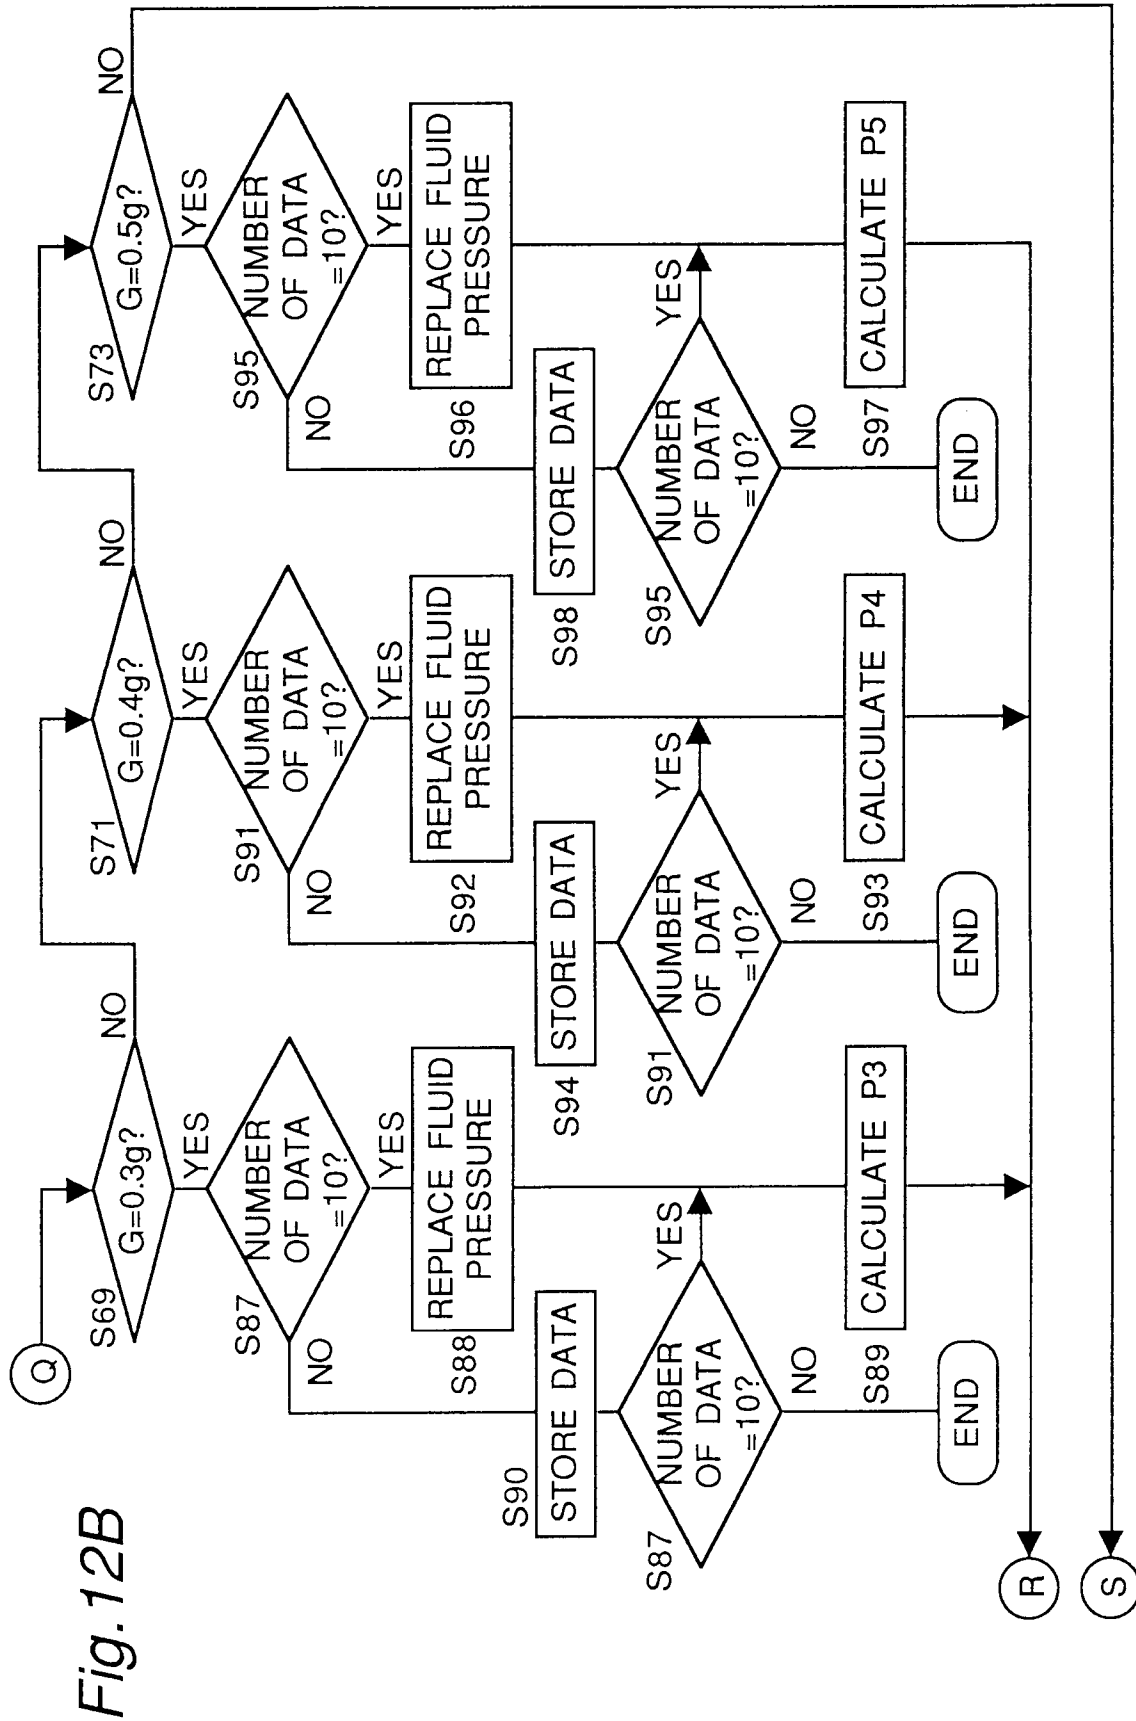 Fig.12B
Q
S69
G=0.3g?
NO
YES
S87
NUMBER
OF DATA
=10?
NO
YES
S88
REPLACE FLUID
PRESSURE
S90
STORE DATA
S87
NUMBER
OF DATA
=10?
YES
NO
S89
CALCULATE P3
END
S71
G=0.4g?
NO
YES
S91
NUMBER
OF DATA
=10?
NO
YES
S92
REPLACE FLUID
PRESSURE
S94
STORE DATA
S91
NUMBER
OF DATA
=10?
YES
NO
S93
CALCULATE P4
END
S73
G=0.5g?
NO
YES
S95
NUMBER
OF DATA
=10?
NO
YES
S96
REPLACE FLUID
PRESSURE
S98
STORE DATA
S95
NUMBER
OF DATA
=10?
YES
NO
S97
CALCULATE P5
END
R
S